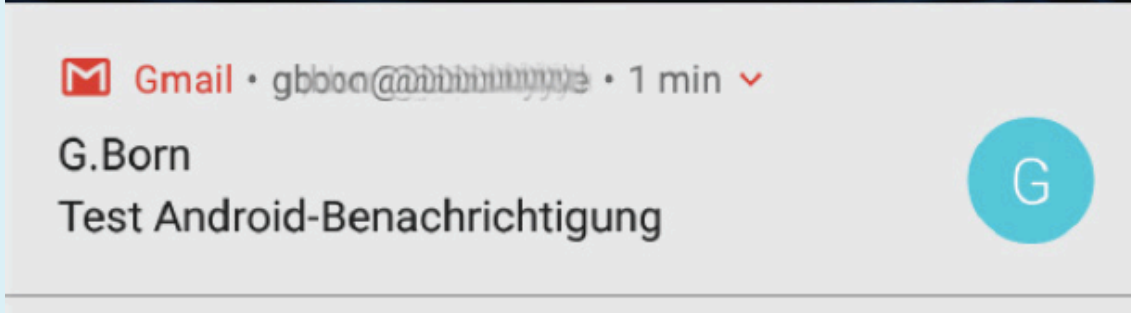 Gmail • • 1 min
G.Born
Test Android-Benachrichtigung
G